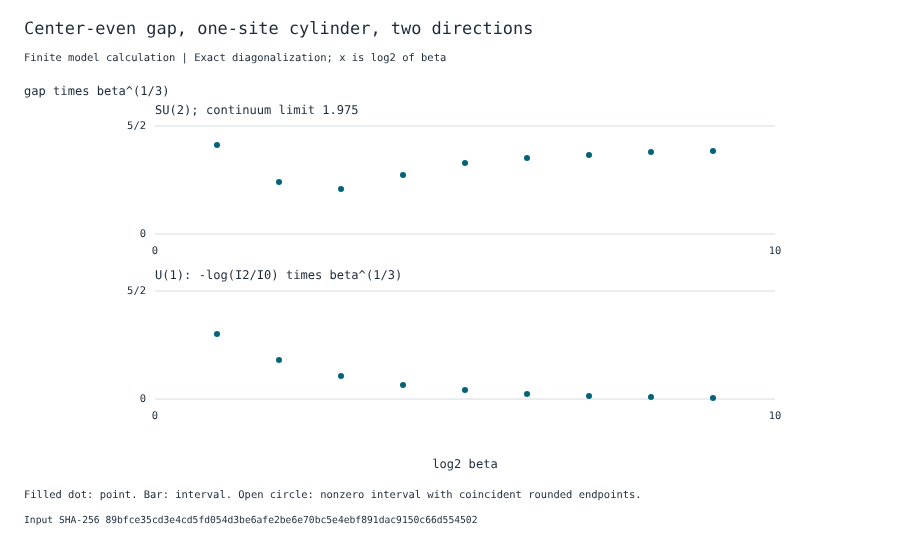 Center-even gap, one-site cylinder, two directions
Finite model calculation | Exact diagonalization; x is log2 of beta
gap times beta^(1/3)
SU(2); continuum limit 1.975
5/2
0
0 10
U(1): -log(I2/I0) times beta^(1/3)
5/2
0
0 10
log2 beta
Filled dot: point. Bar: interval. Open circle: nonzero interval with coincident rounded endpoints.
Input SHA-256 89bfce35cd3e4cd5fd054d3be6afe2be6e70bc5e4ebf891dac9150c66d554502